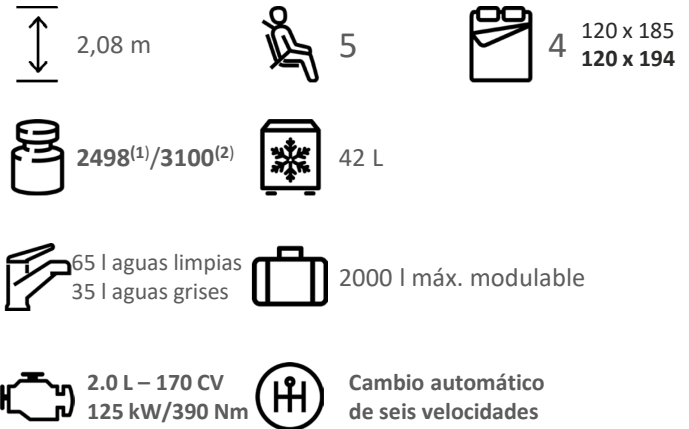 2,08 m
5
4
120 x 185
120 x 194
2498(1)/3100(2)
42 L
65 l aguas limpias
35 l aguas grises
2000 l máx. modulable
2.0 L – 170 CV
125 kW/390 Nm
Cambio automático
de seis velocidades